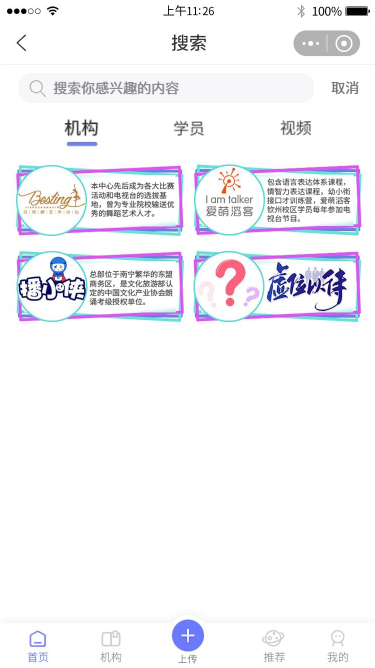 上午11:26
100%
搜索
搜索你感兴趣的内容
取消
机构
学员
视频
Besting
本中心先后成为各大比赛
活动和电视台的选拔基
地，曾为专业院校输送优
秀的舞蹈艺术人才。
I am talker
爱萌滔客
包含语言表达体系课程，
情智力表达课程，幼小衔
接口才训练营，爱萌滔客
钦州校区学员每年参加电
视台节目。
播小侠
总部位于南宁繁华的东盟
商务区，是文化旅游部认
定的中国文化产业协会朗
诵考级授权单位。
???
虚位以待
首页
机构
上传
推荐
我的